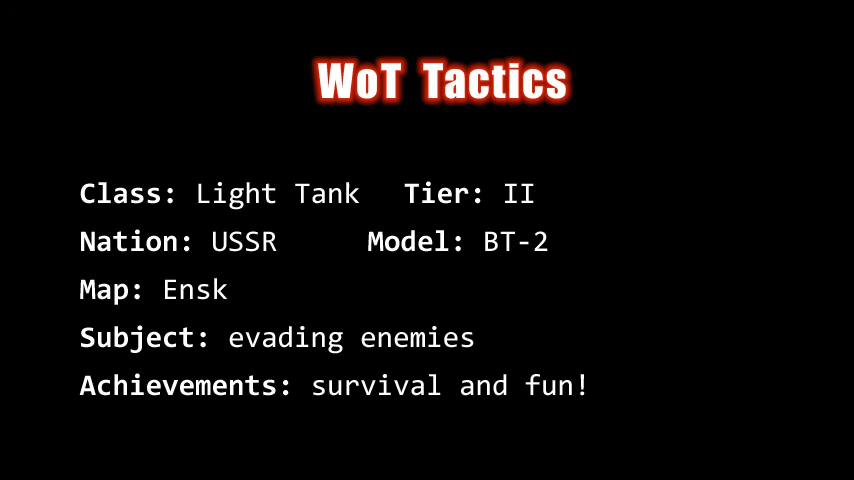 WoT Tactics
Class: Light Tank Tier: II
Nation: USSR Model: BT-2
Map: Ensk
Subject: evading enemies
Achievements: survival and fun!